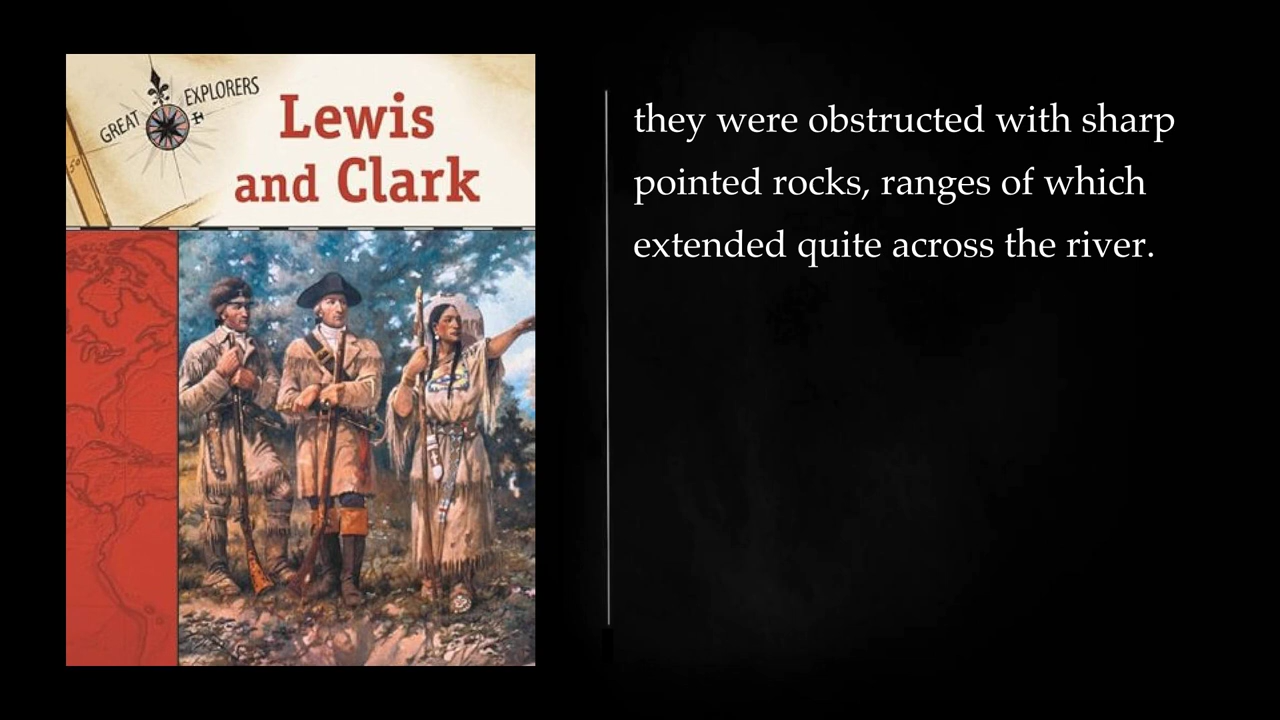 GREAT EXPLORERS
Lewis
and Clark
they were obstructed with sharp
pointed rocks, ranges of which
extended quite across the river.